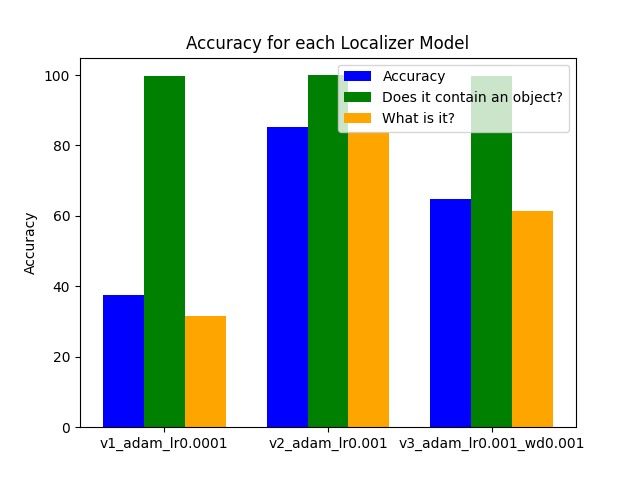 Accuracy for each Localizer Model
Accuracy
Does it contain an object?
What is it?
Accuracy
100
80
60
40
20
0
v1_adam_lr0.0001
v2_adam_lr0.001
v3_adam_lr0.001_wd0.001